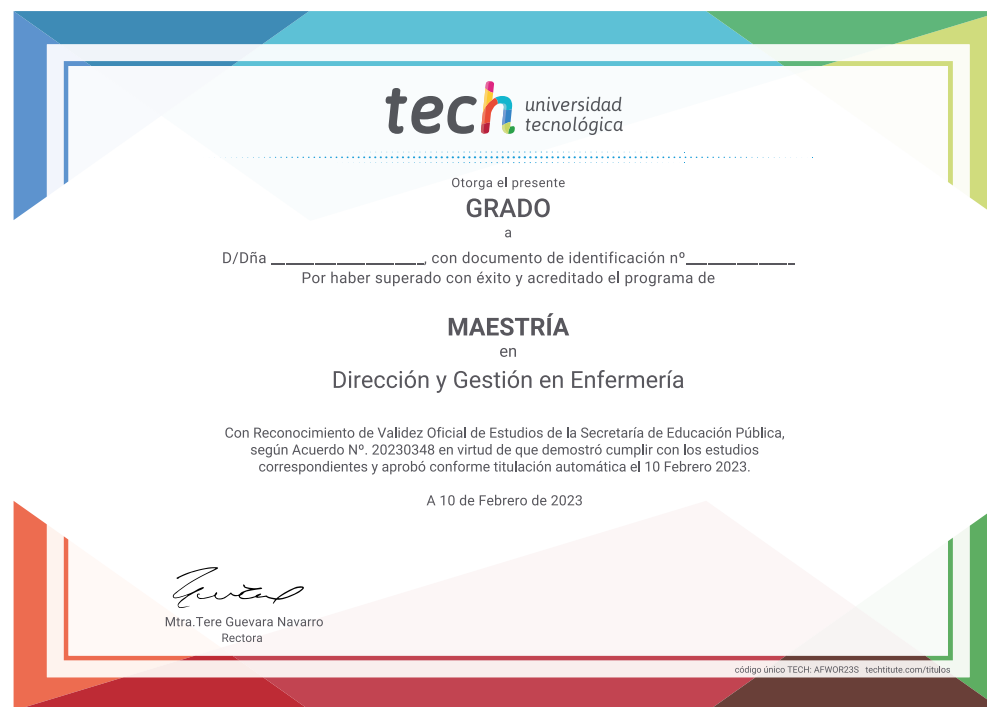 tech universidad
tecnológica
Otorga el presente
GRADO
a
D/Dña ____________________, con documento de identificación nº______________
Por haber superado con éxito y acreditado el programa de
MAESTRÍA
en
Dirección y Gestión en Enfermería
Con Reconocimiento de Validez Oficial de Estudios de la Secretaría de Educación Pública,
según Acuerdo Nº. 20230348 en virtud de que demostró cumplir con los estudios
correspondientes y aprobó conforme titulación automática el 10 Febrero 2023.
A 10 de Febrero de 2023
Mtra.Tere Guevara Navarro
Rectora
código único TECH: AFWOR23S techtitute.com/titulos